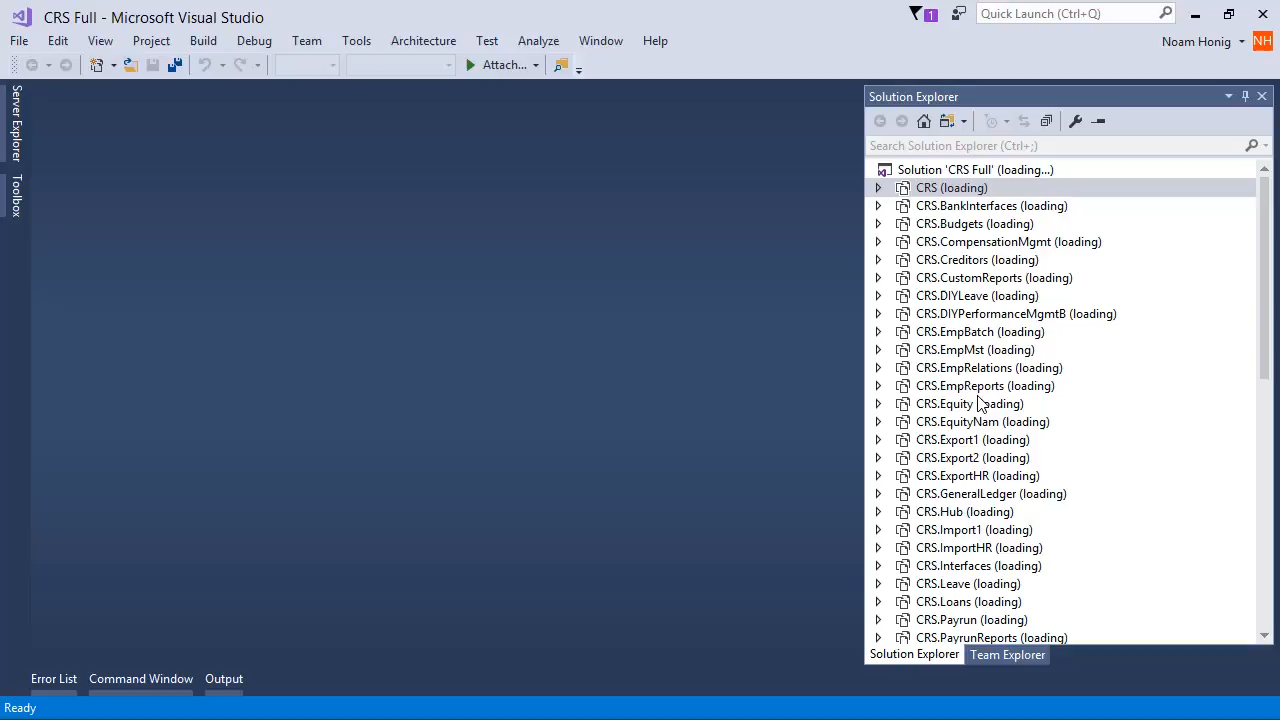 CRS Full - Microsoft Visual Studio
1
Quick Launch (Ctrl+Q)
File Edit View Project Build Debug Team Tools Architecture Test Analyze Window Help
Noam Honig NH
Attach...
Server Explorer
Toolbox
Solution Explorer
Search Solution Explorer (Ctrl+;)
Solution 'CRS Full' (loading...)
CRS (loading)
CRS.BankInterfaces (loading)
CRS.Budgets (loading)
CRS.CompensationMgmt (loading)
CRS.Creditors (loading)
CRS.CustomReports (loading)
CRS.DIYLeave (loading)
CRS.DIYPerformanceMgmtB (loading)
CRS.EmpBatch (loading)
CRS.EmpMst (loading)
CRS.EmpRelations (loading)
CRS.EmpReports (loading)
CRS.Equity (loading)
CRS.EquityNam (loading)
CRS.Export1 (loading)
CRS.Export2 (loading)
CRS.ExportHR (loading)
CRS.GeneralLedger (loading)
CRS.Hub (loading)
CRS.Import1 (loading)
CRS.ImportHR (loading)
CRS.Interfaces (loading)
CRS.Leave (loading)
CRS.Loans (loading)
CRS.Payrun (loading)
CRS.PayrunReports (loading)
Solution Explorer Team Explorer
Error List Command Window Output
Ready